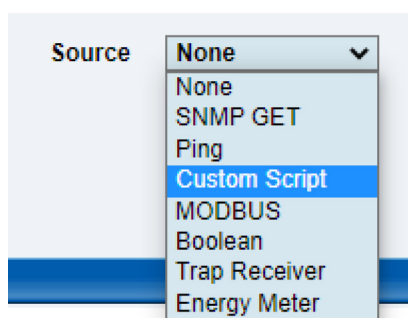 Source None
None
SNMP GET
Ping
Custom Script
MODBUS
Boolean
Trap Receiver
Energy Meter